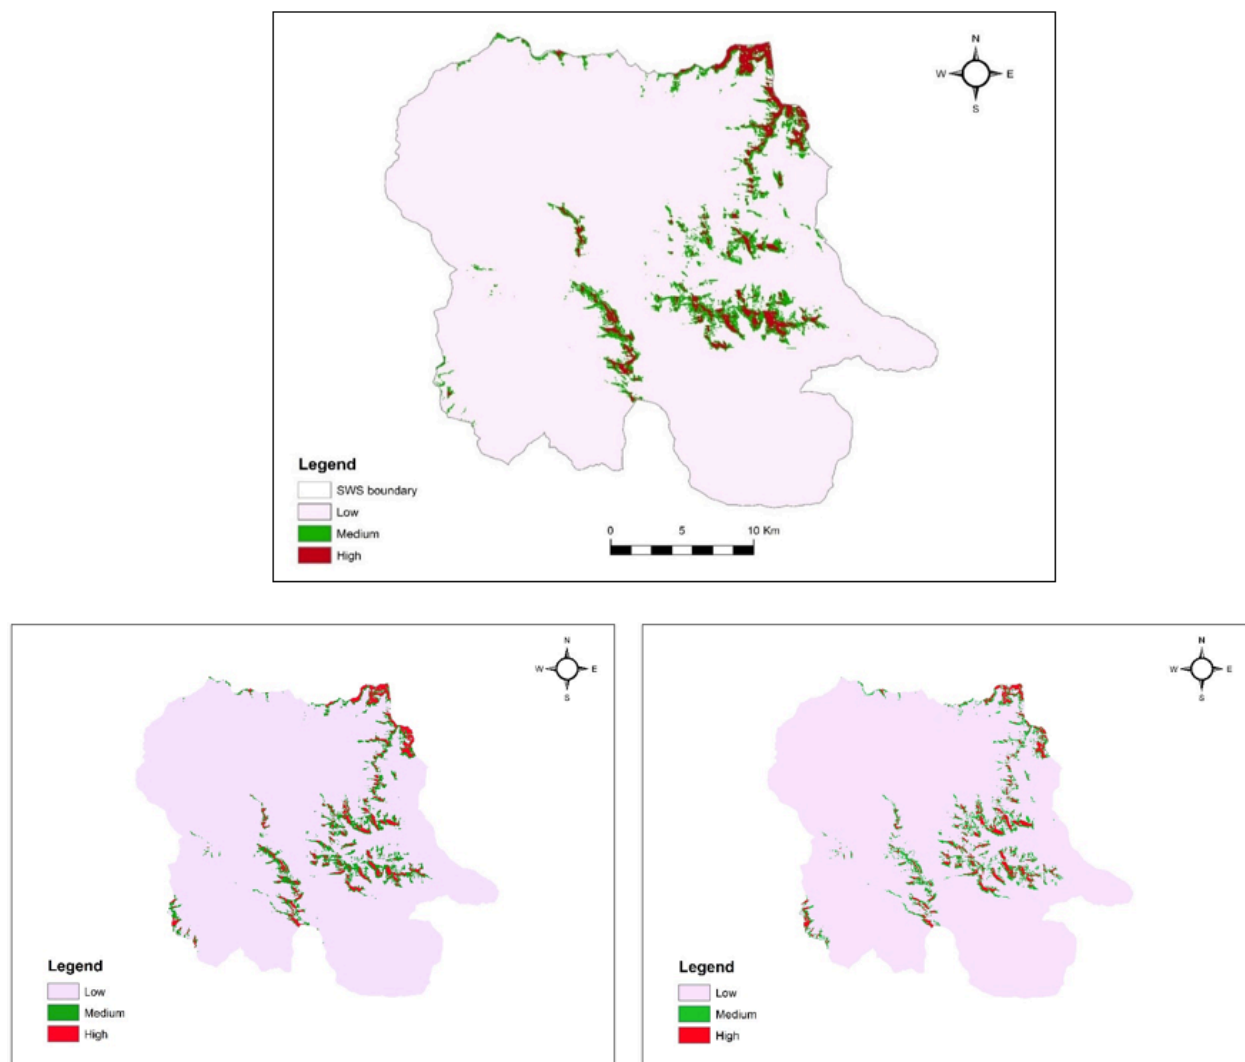 N
W E
S
Legend
SWS boundary
Low
Medium
High
0 5 10 Km
N
W E
S
Legend
Low
Medium
High
N
W E
S
Legend
Low
Medium
High